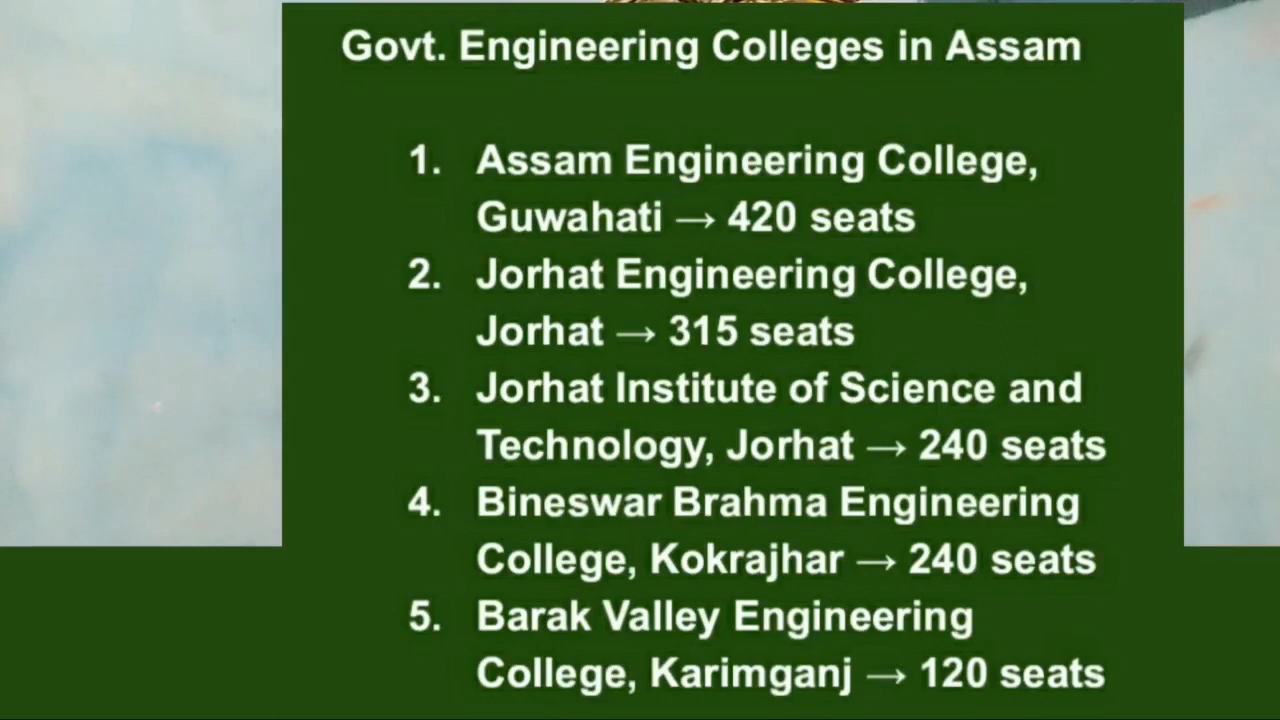 Govt. Engineering Colleges in Assam
1. Assam Engineering College,
Guwahati → 420 seats
2. Jorhat Engineering College,
Jorhat → 315 seats
3. Jorhat Institute of Science and
Technology, Jorhat → 240 seats
4. Bineswar Brahma Engineering
College, Kokrajhar → 240 seats
5. Barak Valley Engineering
College, Karimganj → 120 seats